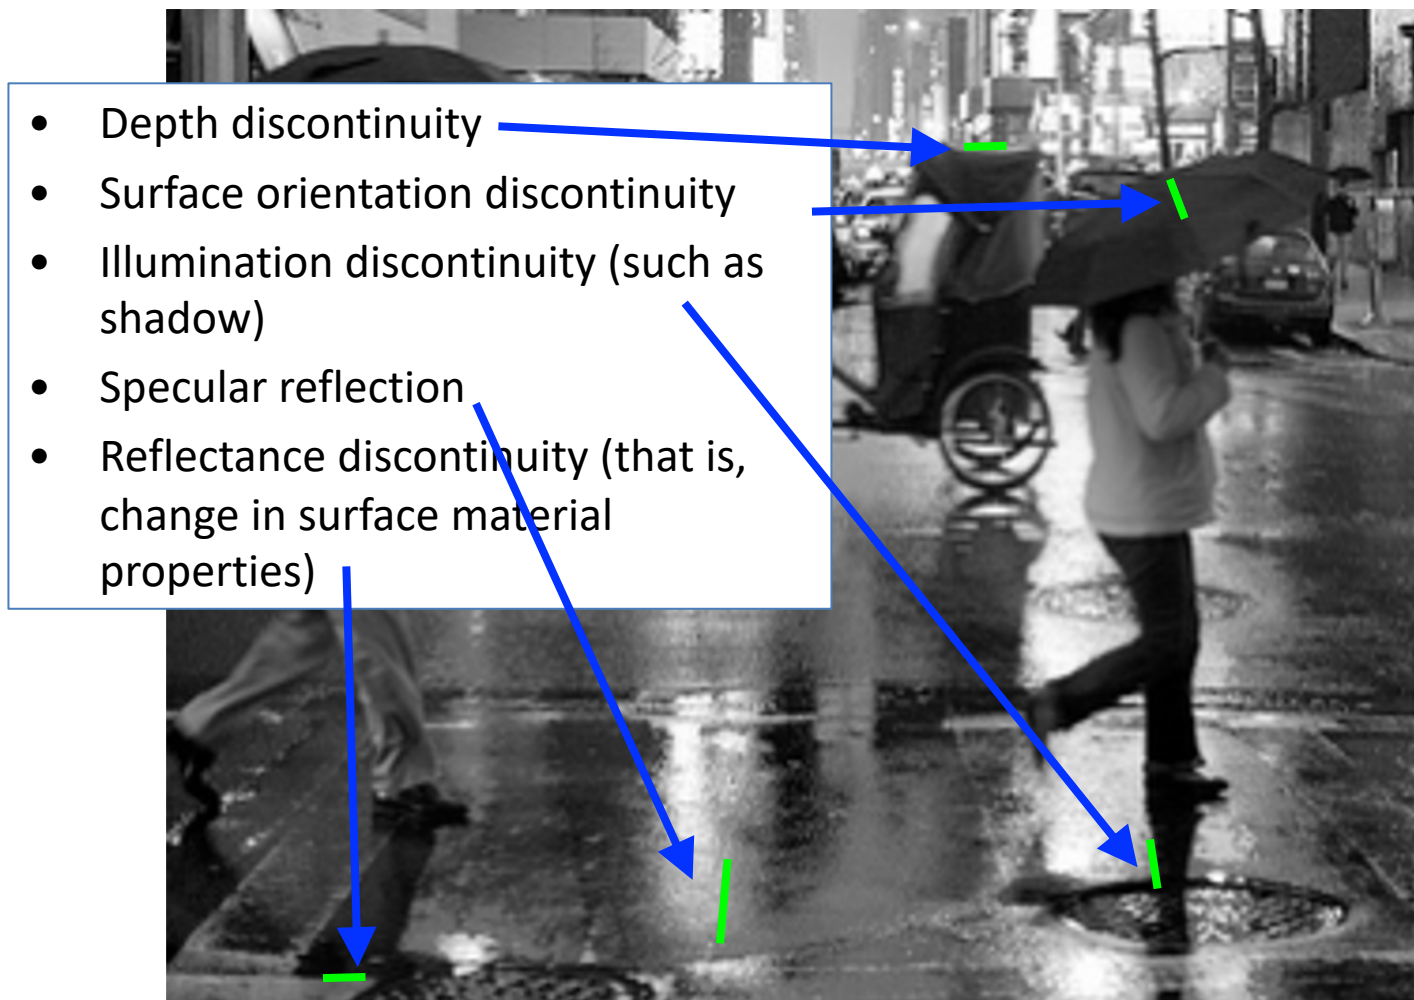 • Depth discontinuity
• Surface orientation discontinuity
• Illumination discontinuity (such as
shadow)
• Specular reflection
• Reflectance discontinuity (that is,
change in surface material
properties)